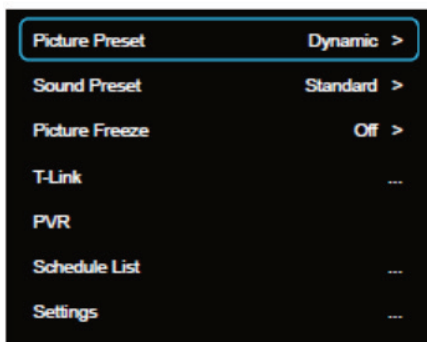 Picture Preset Dynamic >
Sound Preset Standard >
Picture Freeze Off >
T-Link ...
PVR
Schedule List ...
Settings ...